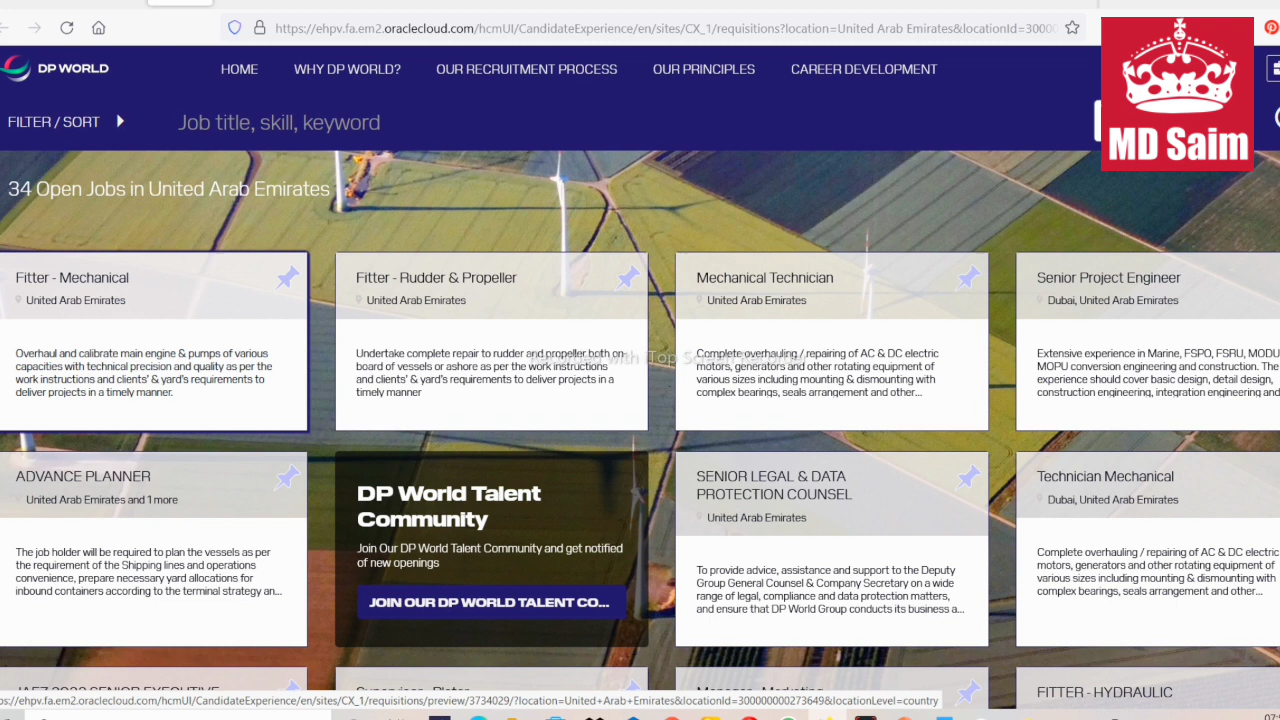 https://ehpv.fa.em2.oraclecloud.com/hcmUI/CandidateExperience/en/sites/CX_1/requisitions?location=United Arab Emirates&locationId=30000
DP WORLD
HOME
WHY DP WORLD?
OUR RECRUITMENT PROCESS
OUR PRINCIPLES
CAREER DEVELOPMENT
MD Saim
FILTER / SORT
Job title, skill, keyword
34 Open Jobs in United Arab Emirates
Fitter - Mechanical
United Arab Emirates
Overhaul and calibrate main engine & pumps of various
capacities with technical precision and quality as per the
work instructions and clients' & yard's requirements to
deliver projects in a timely manner.
Fitter - Rudder & Propeller
United Arab Emirates
Undertake complete repair to rudder and propeller both on-
board of vessels or ashore as per the work instructions
and clients' & yard's requirements to deliver projects in a
timely manner
Mechanical Technician
United Arab Emirates
Complete overhauling / repairing of AC & DC electric
motors, generators and other rotating equipment of
various sizes including mounting & dismounting with
complex bearings, seals arrangement and other...
Senior Project Engineer
Dubai, United Arab Emirates
Extensive experience in Marine, FSPO, FSRU, MODU
MOPU conversion engineering and construction. The
experience should cover basic design, detail design,
construction engineering, integration engineering and
Recorded with iTop Screen Recorder
ADVANCE PLANNER
United Arab Emirates and 1 more
The job holder will be required to plan the vessels as per
the requirement of the Shipping lines and operations
convenience, prepare necessary yard allocations for
inbound containers according to the terminal strategy an...
DP World Talent
Community
Join Our DP World Talent Community and get notified
of new openings
JOIN OUR DP WORLD TALENT CO...
SENIOR LEGAL & DATA
PROTECTION COUNSEL
United Arab Emirates
To provide advice, assistance and support to the Deputy
Group General Counsel & Company Secretary on a wide
range of legal, compliance and data protection matters,
and ensure that DP World Group conducts its business a...
Technician Mechanical
Dubai, United Arab Emirates
Complete overhauling / repairing of AC & DC electric
motors, generators and other rotating equipment of
various sizes including mounting & dismounting with
complex bearings, seals arrangement and other...
FITTER - HYDRAULIC
ps://ehpv.fa.em2.oraclecloud.com/hcmUI/CandidateExperience/en/sites/CX_1/requisitions/preview/3734029/?location=United+Arab+Emirates&locationId=300000000273649&locationLevel=country